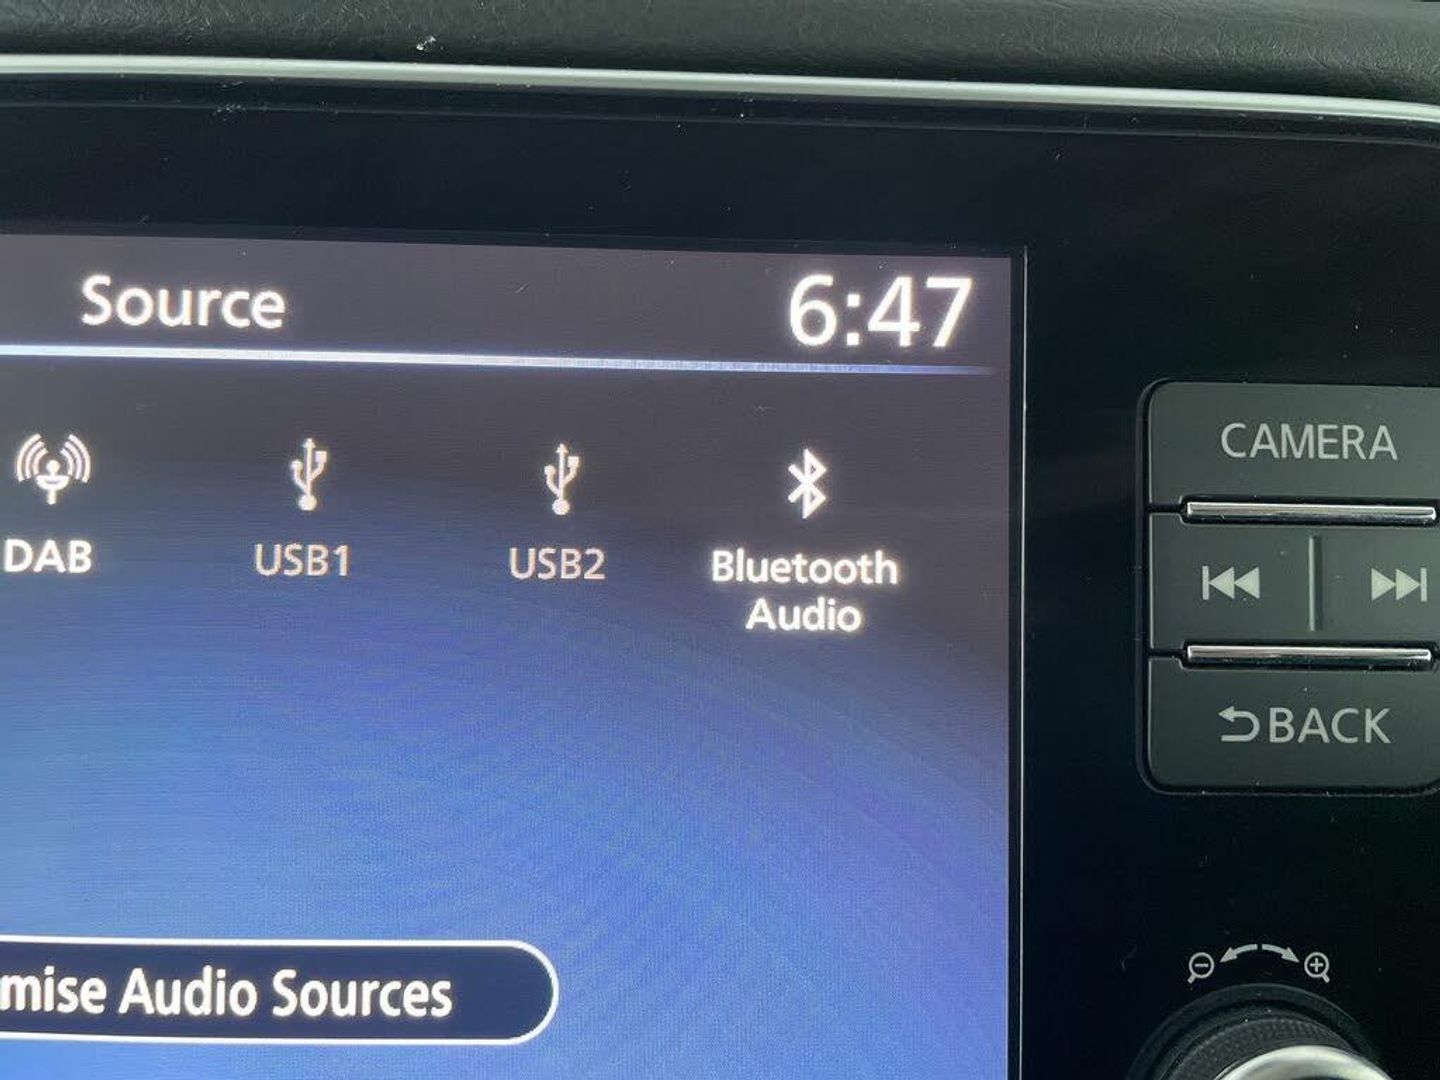 Source
6:47
DAB
USB1
USB2
Bluetooth
Audio
mise Audio Sources
CAMERA
BACK